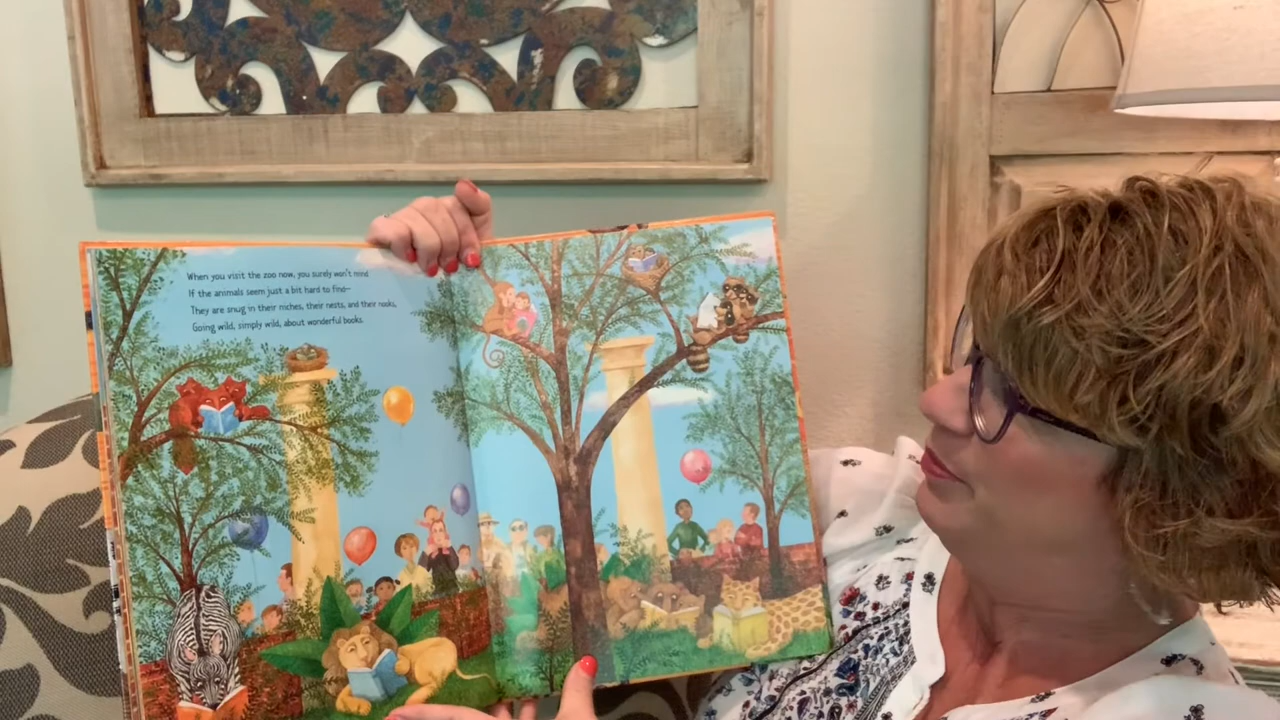 When you visit the zoo now, you surely won't mind
If the animals seem just a bit hard to find—
They are snug in their niches, their nests, and their nooks,
Going wild, simply wild, about wonderful books.